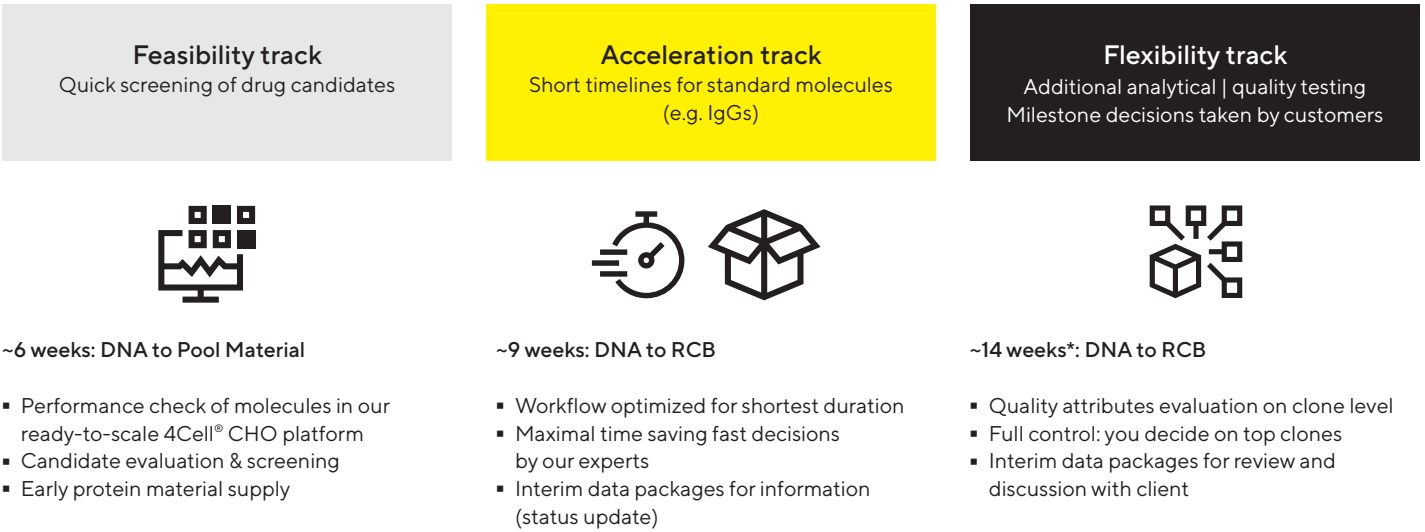 Feasibility track
Quick screening of drug candidates
Acceleration track
Short timelines for standard molecules
(e.g. IgGs)
Flexibility track
Additional analytical | quality testing
Milestone decisions taken by customers
~6 weeks: DNA to Pool Material
▪ Performance check of molecules in our
ready-to-scale 4Cell® CHO platform
▪ Candidate evaluation & screening
▪ Early protein material supply
~9 weeks: DNA to RCB
▪ Workflow optimized for shortest duration
▪ Maximal time saving fast decisions
by our experts
▪ Interim data packages for information
(status update)
~14 weeks*: DNA to RCB
▪ Quality attributes evaluation on clone level
▪ Full control: you decide on top clones
▪ Interim data packages for review and
discussion with client